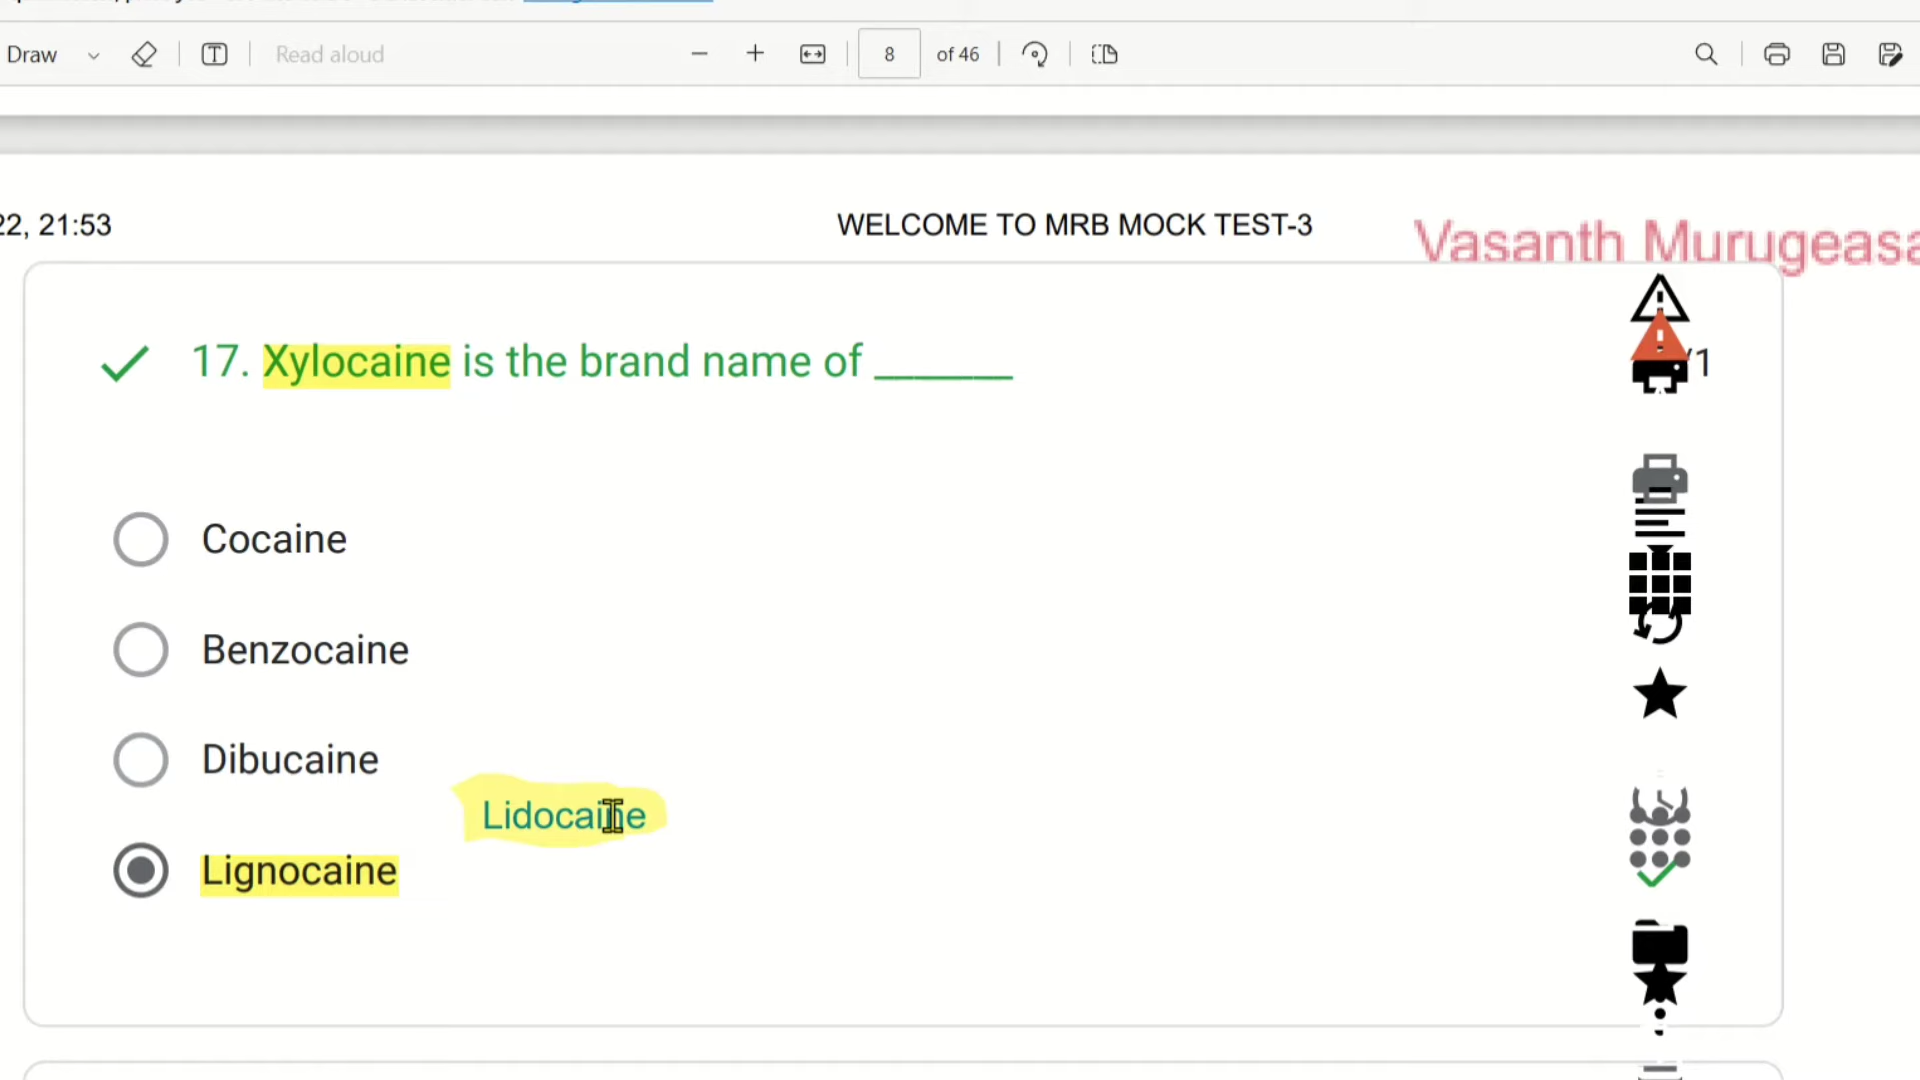 Draw
Read aloud
8 of 46
22, 21:53
WELCOME TO MRB MOCK TEST-3
Vasanth Murugeasa
17. Xylocaine is the brand name of ______
/1
Cocaine
Benzocaine
Dibucaine
Lidocaine
Lignocaine